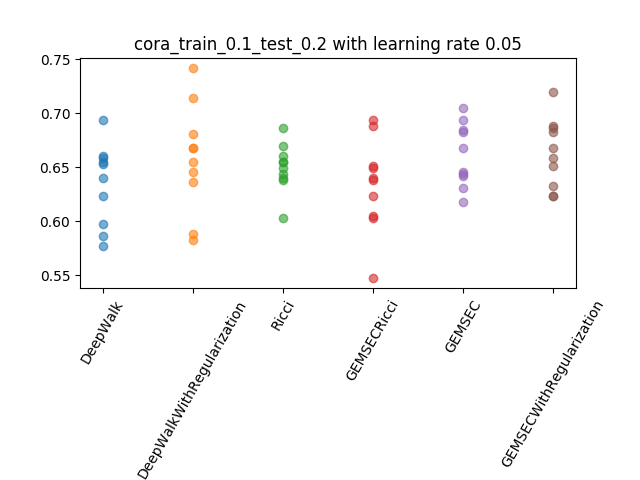 cora_train_0.1_test_0.2 with learning rate 0.05
0.75
0.70
0.65
0.60
0.55
DeepWalk
DeepWalkWithRegularization
Ricci
GEMSECRicci
GEMSEC
GEMSECWithRegularization